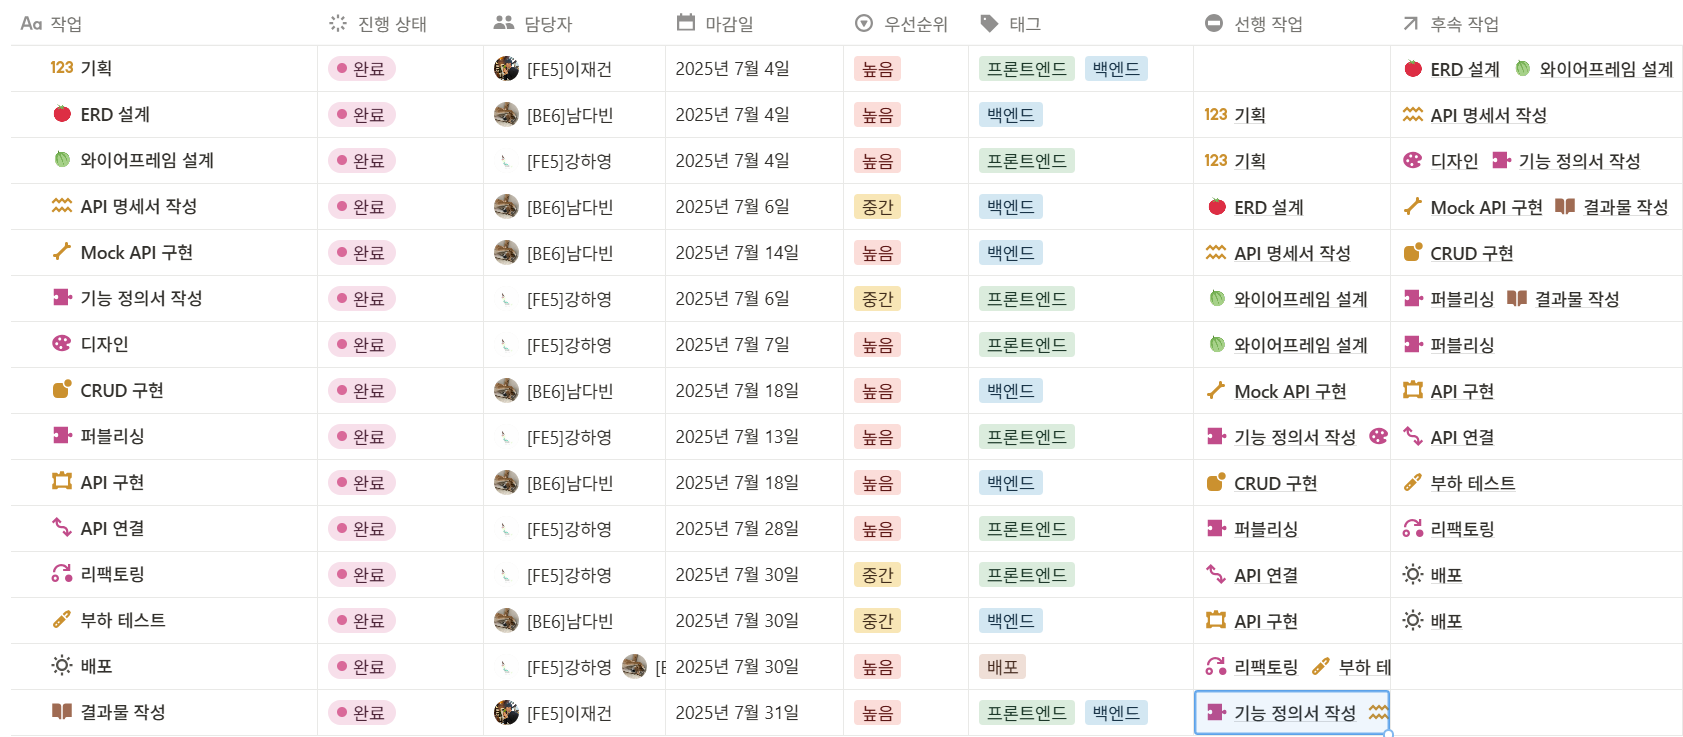 Aa 작업 진행 상태 담당자 마감일 우선순위 태그 선행 작업 후속 작업
123 기획 완료 [FE5]이재건 2025년 7월 4일 높음 프론트엔드 백엔드 ERD 설계 와이어프레임 설계
ERD 설계 완료 [BE6]남다빈 2025년 7월 4일 높음 백엔드 123 기획 API 명세서 작성
와이어프레임 설계 완료 [FE5]강하영 2025년 7월 4일 높음 프론트엔드 123 기획 디자인 기능 정의서 작성
API 명세서 작성 완료 [BE6]남다빈 2025년 7월 6일 중간 백엔드 ERD 설계 Mock API 구현 결과물 작성
Mock API 구현 완료 [BE6]남다빈 2025년 7월 14일 높음 백엔드 API 명세서 작성 CRUD 구현
기능 정의서 작성 완료 [FE5]강하영 2025년 7월 6일 중간 프론트엔드 와이어프레임 설계 퍼블리싱 결과물 작성
디자인 완료 [FE5]강하영 2025년 7월 7일 높음 프론트엔드 와이어프레임 설계 퍼블리싱
CRUD 구현 완료 [BE6]남다빈 2025년 7월 18일 높음 백엔드 Mock API 구현 API 구현
퍼블리싱 완료 [FE5]강하영 2025년 7월 13일 높음 프론트엔드 기능 정의서 작성 API 연결
API 구현 완료 [BE6]남다빈 2025년 7월 18일 높음 백엔드 CRUD 구현 부하 테스트
API 연결 완료 [FE5]강하영 2025년 7월 28일 높음 프론트엔드 퍼블리싱 리팩토링
리팩토링 완료 [FE5]강하영 2025년 7월 30일 중간 프론트엔드 API 연결 배포
부하 테스트 완료 [BE6]남다빈 2025년 7월 30일 중간 백엔드 API 구현 배포
배포 완료 [FE5]강하영 2025년 7월 30일 높음 배포 리팩토링 부하 테
결과물 작성 완료 [FE5]이재건 2025년 7월 31일 높음 프론트엔드 백엔드 기능 정의서 작성